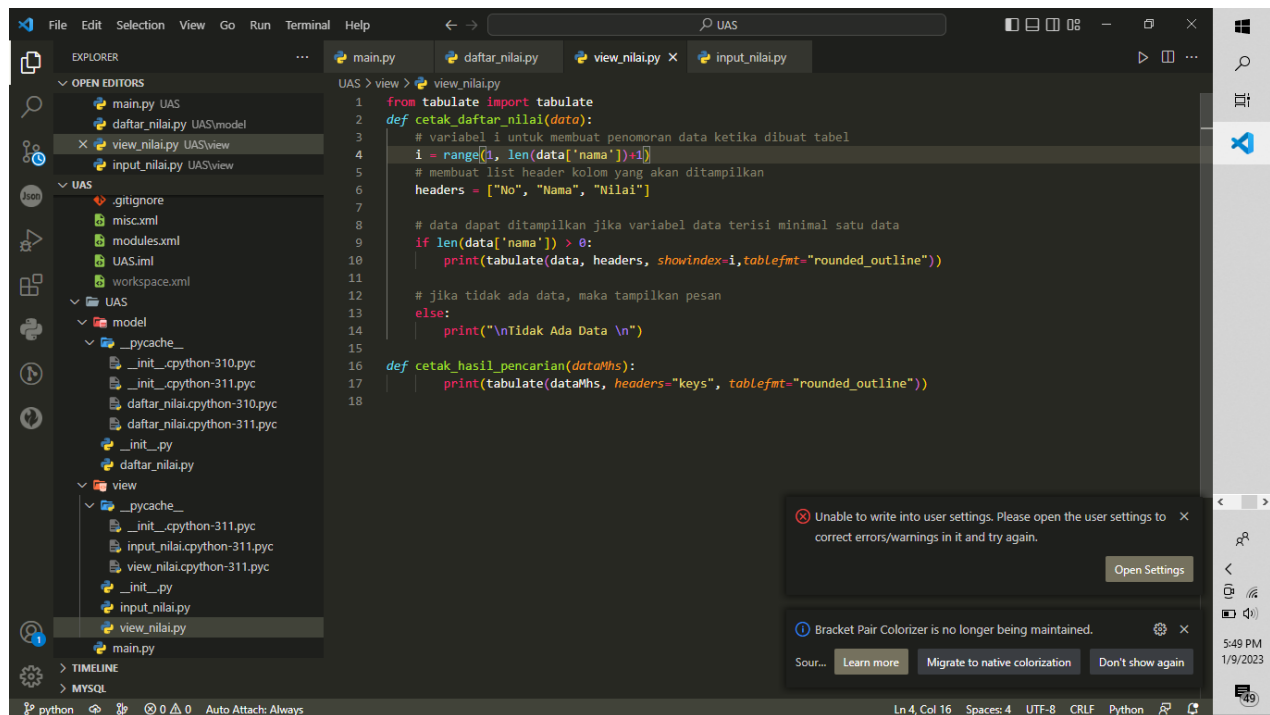 File Edit Selection View Go Run Terminal Help
UAS
EXPLORER
OPEN EDITORS
main.py UAS
daftar_nilai.py UAS\model
view_nilai.py UAS\view
input_nilai.py UAS\view
UAS
.gitignore
misc.xml
modules.xml
UAS.iml
workspace.xml
UAS
model
__pycache__
__init__.cpython-310.pyc
__init__.cpython-311.pyc
daftar_nilai.cpython-310.pyc
daftar_nilai.cpython-311.pyc
__init__.py
daftar_nilai.py
view
__pycache__
__init__.cpython-311.pyc
input_nilai.cpython-311.pyc
view_nilai.cpython-311.pyc
__init__.py
input_nilai.py
view_nilai.py
main.py
TIMELINE
MYSQL
Json
1
main.py daftar_nilai.py view_nilai.py input_nilai.py
UAS > view > view_nilai.py
1 from tabulate import tabulate
2 def cetak_daftar_nilai(data):
3 # variabel i untuk membuat penomoran data ketika dibuat tabel
4 i = range(1, len(data['nama'])+1)
5 # membuat list header kolom yang akan ditampilkan
6 headers = ["No", "Nama", "Nilai"]
7
8 # data dapat ditampilkan jika variabel data terisi minimal satu data
9 if len(data['nama']) > 0:
10 print(tabulate(data, headers, showindex=i,tablefmt="rounded_outline"))
11
12 # jika tidak ada data, maka tampilkan pesan
13 else:
14 print("\nTidak Ada Data \n")
15
16 def cetak_hasil_pencarian(dataMhs):
17 print(tabulate(dataMhs, headers="keys", tablefmt="rounded_outline"))
18
Unable to write into user settings. Please open the user settings to
correct errors/warnings in it and try again.
Open Settings
Bracket Pair Colorizer is no longer being maintained.
Sour... Learn more Migrate to native colorization Don't show again
python 0 0 Auto Attach: Always
Ln 4, Col 16 Spaces: 4 UTF-8 CRLF Python
5:49 PM
1/9/2023
49